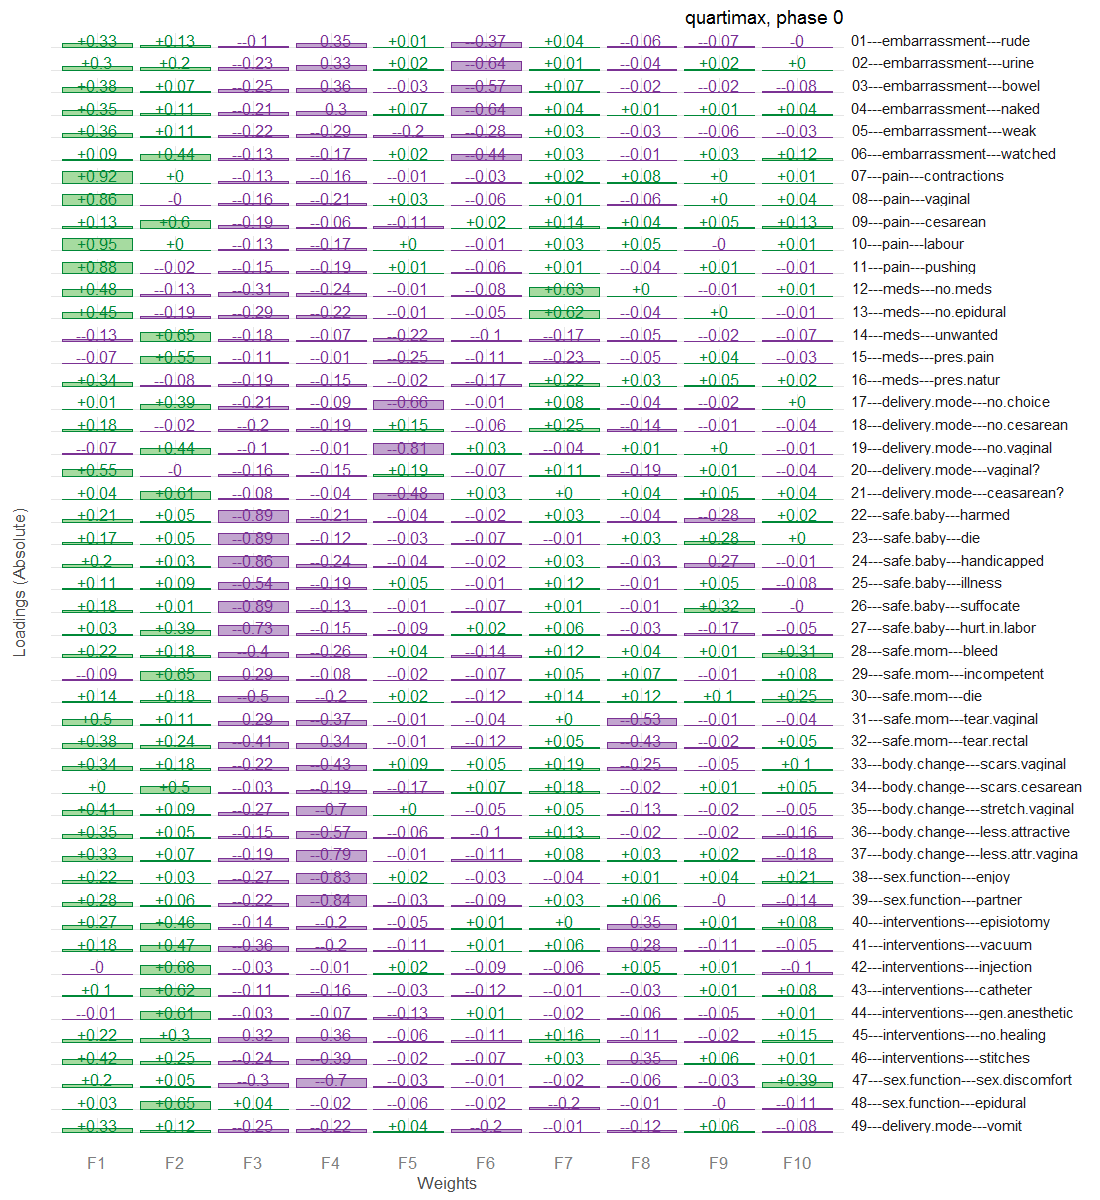 quartimax, phase 0
+0.33 +0.13 --0.1 --0.35 +0.01 --0.37 +0.04 --0.06 --0.07 -0 01---embarrassment---rude
+0.3 +0.2 --0.23 --0.33 +0.02 --0.64 +0.01 --0.04 +0.02 +0 02---embarrassment---urine
+0.38 +0.07 --0.25 --0.36 --0.03 --0.57 +0.07 --0.02 --0.02 --0.08 03---embarrassment---bowel
+0.35 +0.11 --0.21 --0.3 +0.07 --0.64 +0.04 +0.01 +0.01 +0.04 04---embarrassment---naked
+0.36 +0.11 --0.22 --0.29 --0.2 --0.28 +0.03 --0.03 --0.06 --0.03 05---embarrassment---weak
+0.09 +0.44 --0.13 --0.17 +0.02 --0.44 +0.03 --0.01 +0.03 +0.12 06---embarrassment---watched
+0.92 +0 --0.13 --0.16 --0.01 --0.03 +0.02 +0.08 +0 +0.01 07---pain---contractions
+0.86 -0 --0.16 --0.21 +0.03 --0.06 +0.01 --0.06 +0 +0.04 08---pain---vaginal
+0.13 +0.6 --0.19 --0.06 --0.11 +0.02 +0.14 +0.04 +0.05 +0.13 09---pain---cesarean
+0.95 +0 --0.13 --0.17 +0 --0.01 +0.03 +0.05 -0 +0.01 10---pain---labour
+0.88 --0.02 --0.15 --0.19 +0.01 --0.06 +0.01 --0.04 +0.01 --0.01 11---pain---pushing
+0.48 --0.13 --0.31 --0.24 --0.01 --0.08 +0.63 +0 --0.01 +0.01 12---meds---no.meds
+0.45 --0.19 --0.29 --0.22 --0.01 --0.05 +0.62 --0.04 +0 --0.01 13---meds---no.epidural
--0.13 +0.65 --0.18 --0.07 --0.22 --0.1 --0.17 --0.05 --0.02 --0.07 14---meds---unwanted
--0.07 +0.55 --0.11 --0.01 --0.25 --0.11 --0.23 --0.05 +0.04 --0.03 15---meds---pres.pain
+0.34 --0.08 --0.19 --0.15 --0.02 --0.17 +0.22 +0.03 +0.05 +0.02 16---meds---pres.natur
+0.01 +0.39 --0.21 --0.09 --0.66 --0.01 +0.08 --0.04 --0.02 +0 17---delivery.mode---no.choice
+0.18 --0.02 --0.2 --0.19 +0.15 --0.06 +0.25 --0.14 --0.01 --0.04 18---delivery.mode---no.cesarean
--0.07 +0.44 --0.1 --0.01 --0.81 +0.03 --0.04 +0.01 +0 --0.01 19---delivery.mode---no.vaginal
+0.55 -0 --0.16 --0.15 +0.19 --0.07 +0.11 --0.19 +0.01 --0.04 20---delivery.mode---vaginal?
+0.04 +0.61 --0.08 --0.04 --0.48 +0.03 +0 +0.04 +0.05 +0.04 21---delivery.mode---ceasarean?
+0.21 +0.05 --0.89 --0.21 --0.04 --0.02 +0.03 --0.04 --0.28 +0.02 22---safe.baby---harmed
+0.17 +0.05 --0.89 --0.12 --0.03 --0.07 --0.01 --0.03 +0.28 +0 23---safe.baby---die
+0.2 +0.03 --0.86 --0.24 --0.04 --0.02 +0.03 --0.03 --0.27 --0.01 24---safe.baby---handicapped
+0.11 +0.09 --0.54 --0.19 +0.05 --0.01 +0.12 --0.01 +0.05 --0.08 25---safe.baby---illness
+0.18 +0.01 --0.89 --0.13 --0.01 --0.07 +0.01 --0.01 +0.32 -0 26---safe.baby---suffocate
+0.03 +0.39 --0.73 --0.15 --0.09 +0.02 +0.06 --0.03 --0.17 --0.05 27---safe.baby---hurt.in.labor
+0.22 +0.18 --0.4 --0.26 +0.04 --0.14 +0.12 +0.04 +0.01 +0.31 28---safe.mom---bleed
--0.09 +0.65 --0.29 --0.08 --0.02 --0.07 +0.05 +0.07 --0.01 +0.08 29---safe.mom---incompetent
+0.14 +0.18 --0.5 --0.2 +0.02 --0.12 +0.14 +0.12 +0.1 +0.25 30---safe.mom---die
+0.5 +0.11 --0.29 --0.37 --0.01 --0.04 +0 --0.53 --0.01 --0.04 31---safe.mom---tear.vaginal
+0.38 +0.24 --0.41 --0.34 --0.01 --0.12 +0.05 --0.43 --0.02 +0.05 32---safe.mom---tear.rectal
+0.34 +0.18 --0.22 --0.43 +0.09 +0.05 +0.19 --0.25 --0.05 +0.1 33---body.change---scars.vaginal
+0 +0.5 --0.03 --0.19 --0.17 +0.07 +0.18 --0.02 +0.01 +0.05 34---body.change---scars.cesarean
+0.41 +0.09 --0.27 --0.7 +0 --0.05 +0.05 --0.13 --0.02 --0.05 35---body.change---stretch.vaginal
+0.35 +0.05 --0.15 --0.57 --0.06 --0.1 +0.13 --0.02 --0.02 --0.16 36---body.change---less.attractive
+0.33 +0.07 --0.19 --0.79 --0.01 --0.11 +0.08 +0.03 +0.02 --0.18 37---body.change---less.attr.vagina
+0.22 +0.03 --0.27 --0.83 +0.02 --0.03 --0.04 +0.01 +0.04 +0.21 38---sex.function---enjoy
+0.28 +0.06 --0.22 --0.84 --0.03 --0.09 +0.03 +0.06 -0 --0.14 39---sex.function---partner
+0.27 +0.46 --0.14 --0.2 --0.05 +0.01 +0 --0.35 +0.01 +0.08 40---interventions---episiotomy
+0.18 +0.47 --0.36 --0.2 --0.11 +0.01 +0.06 --0.28 --0.11 --0.05 41---interventions---vacuum
-0 +0.68 --0.03 --0.01 +0.02 --0.09 --0.06 +0.05 +0.01 --0.1 42---interventions---injection
+0.1 +0.62 --0.11 --0.16 --0.03 --0.12 --0.01 --0.03 +0.01 +0.08 43---interventions---catheter
--0.01 +0.61 --0.03 --0.07 --0.13 +0.01 --0.02 --0.06 --0.05 +0.01 44---interventions---gen.anesthetic
+0.22 +0.3 --0.32 --0.36 --0.06 --0.11 +0.16 --0.11 --0.02 +0.15 45---interventions---no.healing
+0.42 +0.25 --0.24 --0.39 --0.02 --0.07 +0.03 --0.35 +0.06 +0.01 46---interventions---stitches
+0.2 +0.05 --0.3 --0.7 --0.03 --0.01 --0.02 --0.06 --0.03 +0.39 47---sex.function---sex.discomfort
+0.03 +0.65 +0.04 --0.02 --0.06 --0.02 --0.2 --0.01 -0 --0.11 48---sex.function---epidural
+0.33 +0.12 --0.25 --0.22 +0.04 --0.2 --0.01 --0.12 +0.06 --0.08 49---delivery.mode---vomit
F1 F2 F3 F4 F5 F6 F7 F8 F9 F10
Weights
Loadings (Absolute)